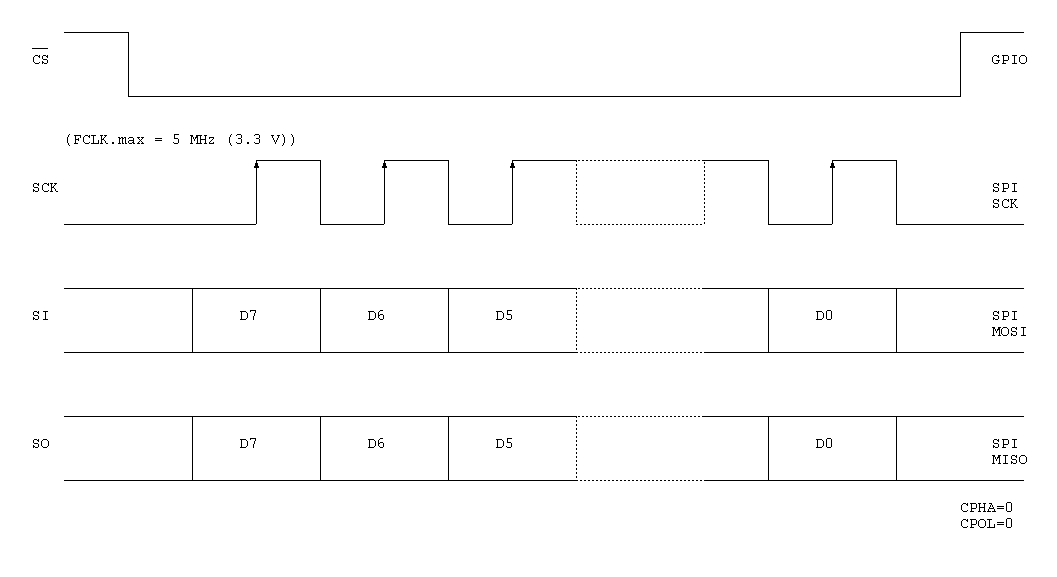 CS GPIO
(FCLK.max = 5 MHz (3.3 V))
SCK SPI
SCK
SI D7 D6 D5 D0 SPI
MOSI
SO D7 D6 D5 D0 SPI
MISO
CPHA=0
CPOL=0